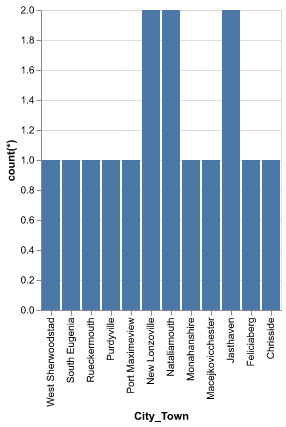 2.0
1.8
1.6
1.4
1.2
1.0
0.8
0.6
0.4
0.2
0.0
count(*)
West Sherwoodstad
South Eugenia
Rueckermouth
Purdyville
Port Maximeview
New Lonzoville
Nataliamouth
Monahanshire
Macejkovicchester
Jasthaven
Feliciaberg
Chrisside
City_Town